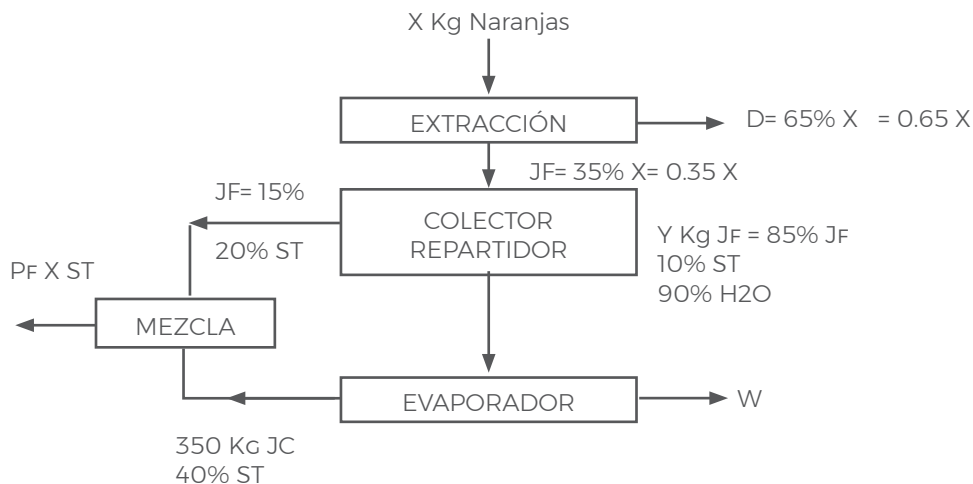 X Kg Naranjas
EXTRACCIÓN
D= 65% X = 0.65 X
JF= 35% X= 0.35 X
JF= 15%
20% ST
COLECTOR
REPARTIDOR
Y Kg JF = 85% JF
10% ST
90% H2O
PF X ST
MEZCLA
EVAPORADOR
W
350 KG JC
40% ST